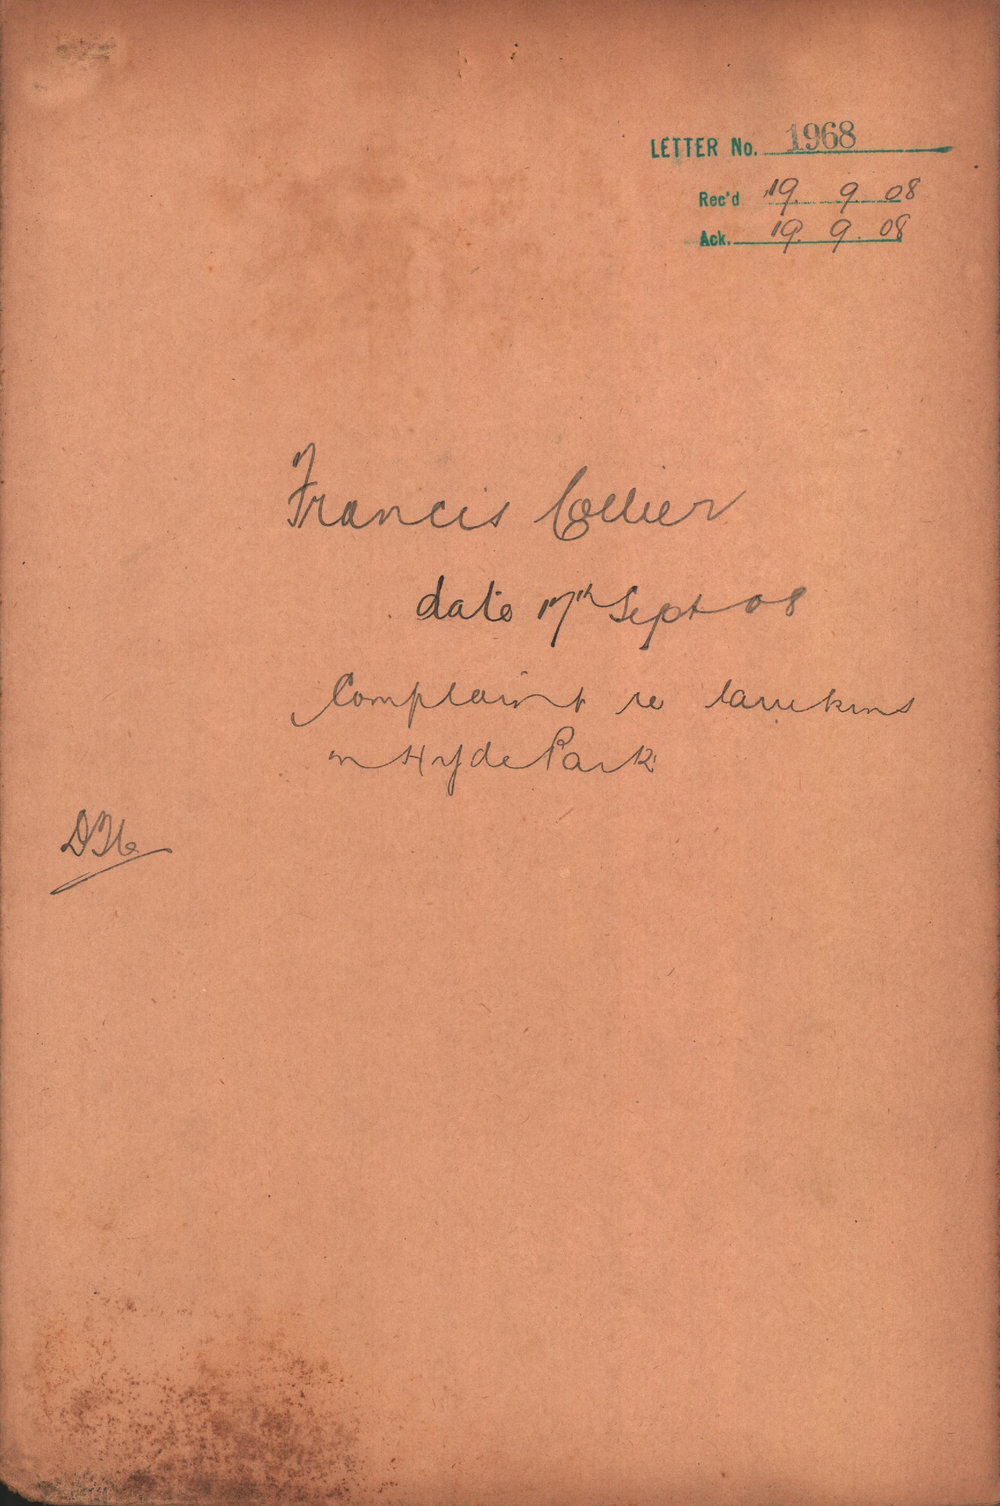 LETTER No. 1968
Rec'd 19. 9. 08
Ack. 19. 9. 08
Francis Collier
date 17th Sept 08
Complaint re larrikins
in Hyde Park